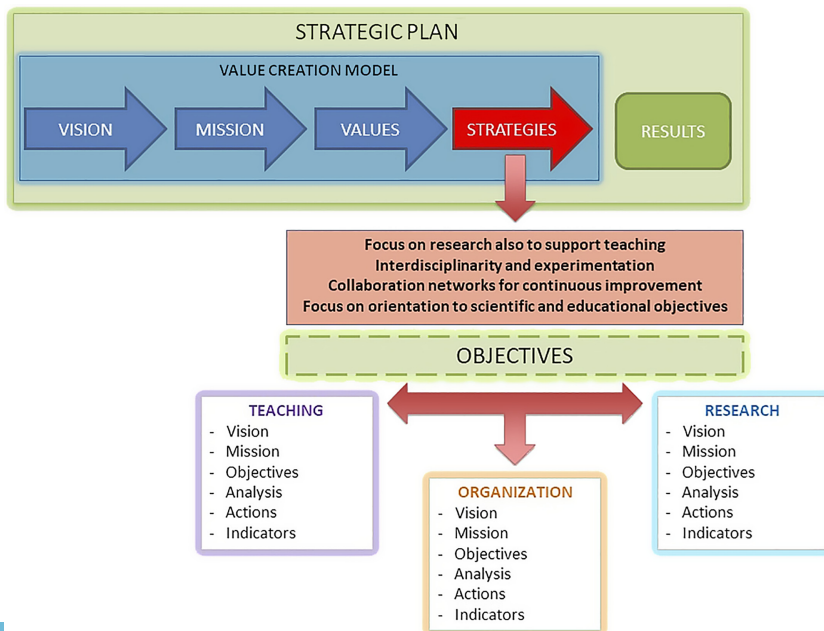 STRATEGIC PLAN
VALUE CREATION MODEL
VISION
MISSION
VALUES
STRATEGIES
RESULTS
Focus on research also to support teaching
Interdisciplinarity and experimentation
Collaboration networks for continuous improvement
Focus on orientation to scientific and educational objectives
OBJECTIVES
TEACHING
- Vision
- Mission
- Objectives
- Analysis
- Actions
- Indicators
ORGANIZATION
- Vision
- Mission
- Objectives
- Analysis
- Actions
- Indicators
RESEARCH
- Vision
- Mission
- Objectives
- Analysis
- Actions
- Indicators